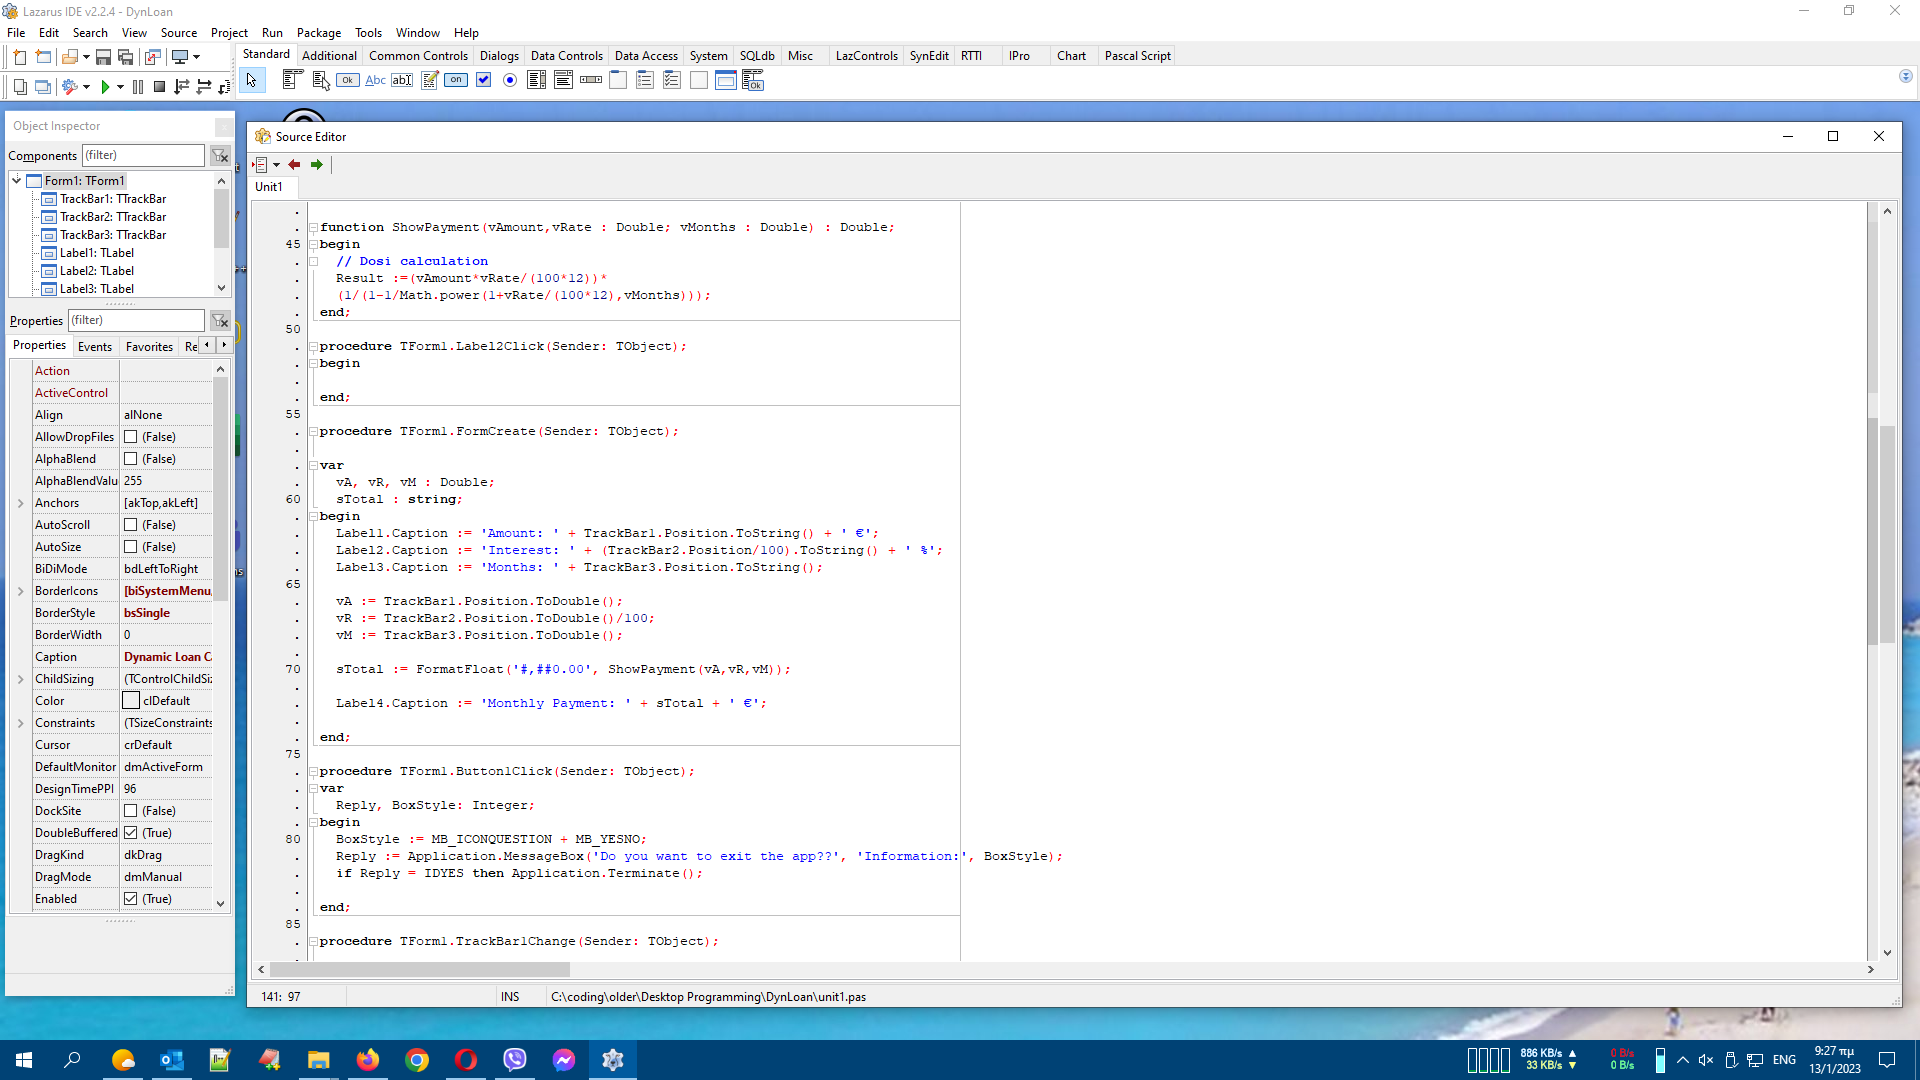 Lazarus IDE v2.2.4 - DynLoan
File Edit Search View Source Project Run Package Tools Window Help
Standard Additional Common Controls Dialogs Data Controls Data Access System SQLdb Misc LazControls SynEdit RTTI IPro Chart Pascal Script
Ok Abc abI on Ok
Object Inspector
Components (filter)
Form1: TForm1
TrackBar1: TTrackBar
TrackBar2: TTrackBar
TrackBar3: TTrackBar
Label1: TLabel
Label2: TLabel
Label3: TLabel
Properties (filter)
Properties Events Favorites Re
Action
ActiveControl
Align alNone
AllowDropFiles (False)
AlphaBlend (False)
AlphaBlendValu 255
Anchors [akTop,akLeft]
AutoScroll (False)
AutoSize (False)
BiDiMode bdLeftToRight
BorderIcons [biSystemMenu,
BorderStyle bsSingle
BorderWidth 0
Caption Dynamic Loan C
ChildSizing (TControlChildSi
Color clDefault
Constraints (TSizeConstraints
Cursor crDefault
DefaultMonitor dmActiveForm
DesignTimePPI 96
DockSite (False)
DoubleBuffered (True)
DragKind dkDrag
DragMode dmManual
Enabled (True)
Source Editor
Unit1
function ShowPayment(vAmount,vRate : Double; vMonths : Double) : Double;
45 begin
// Dosi calculation
Result :=(vAmount*vRate/(100*12))*
(1/(1-1/Math.power(1+vRate/(100*12),vMonths)));
end;
50
procedure TForm1.Label2Click(Sender: TObject);
begin
end;
55
procedure TForm1.FormCreate(Sender: TObject);
var
vA, vR, vM : Double;
60 sTotal : string;
begin
Label1.Caption := 'Amount: ' + TrackBar1.Position.ToString() + ' €';
Label2.Caption := 'Interest: ' + (TrackBar2.Position/100).ToString() + ' %';
Label3.Caption := 'Months: ' + TrackBar3.Position.ToString();
65
vA := TrackBar1.Position.ToDouble();
vR := TrackBar2.Position.ToDouble()/100;
vM := TrackBar3.Position.ToDouble();
70 sTotal := FormatFloat('#,##0.00', ShowPayment(vA,vR,vM));
Label4.Caption := 'Monthly Payment: ' + sTotal + ' €';
end;
75
procedure TForm1.Button1Click(Sender: TObject);
var
Reply, BoxStyle: Integer;
begin
80 BoxStyle := MB_ICONQUESTION + MB_YESNO;
Reply := Application.MessageBox('Do you want to exit the app??', 'Information:', BoxStyle);
if Reply = IDYES then Application.Terminate();
end;
85
procedure TForm1.TrackBar1Change(Sender: TObject);
141: 97 INS C:\coding\older\Desktop Programming\DynLoan\unit1.pas
886 KB/s 0 B/s
33 KB/s 0 B/s
ENG
9:27 πμ
13/1/2023